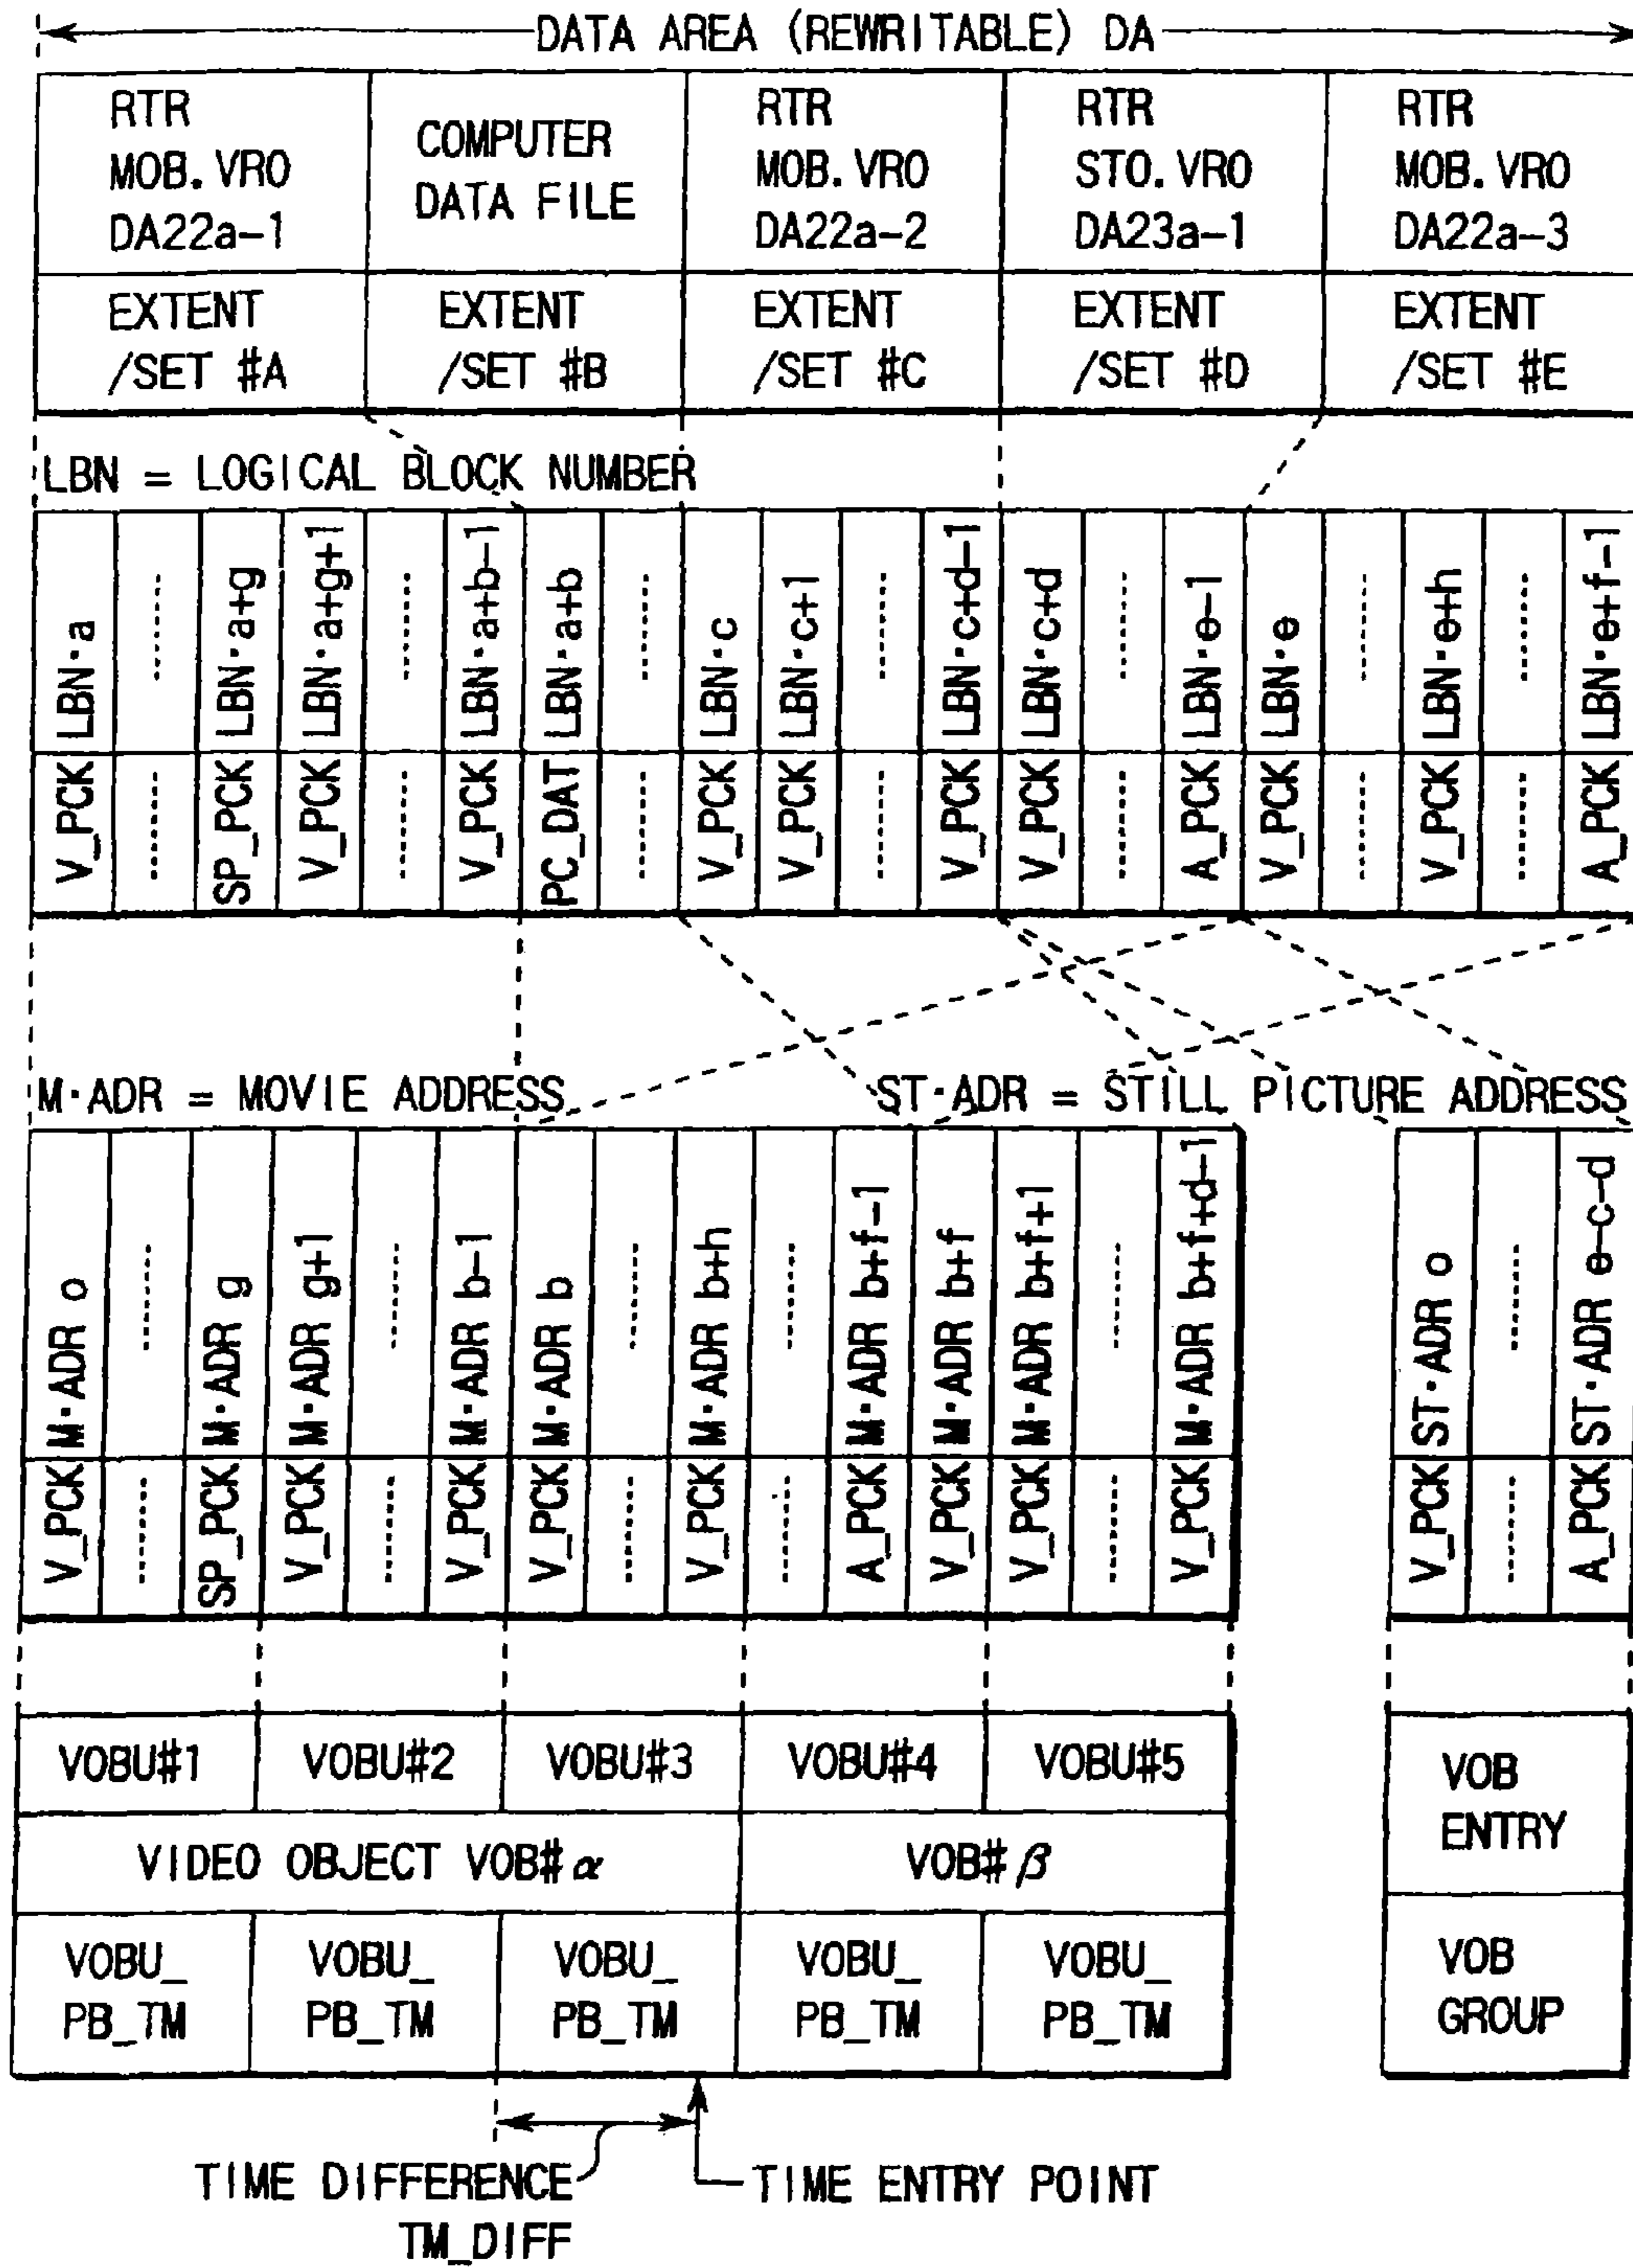 DATA AREA (REWRITABLE) DA
RTR
MOB.VRO
DA22a-1
COMPUTER
DATA FILE
RTR
MOB.VRO
DA22a-2
RTR
STO.VRO
DA23a-1
RTR
MOB.VRO
DA22a-3
EXTENT
/SET #A
EXTENT
/SET #B
EXTENT
/SET #C
EXTENT
/SET #D
EXTENT
/SET #E
LBN = LOGICAL BLOCK NUMBER
V_PCK LBN·a
SP_PCK LBN·a+g
V_PCK LBN·a+g+1
V_PCK LBN·a+b-1
PC_DAT LBN·a+b
V_PCK LBN·c
V_PCK LBN·c+1
V_PCK LBN·c+d-1
V_PCK LBN·c+d
A_PCK LBN·e-1
V_PCK LBN·e
V_PCK LBN·e+h
A_PCK LBN·e+f-1
M·ADR = MOVIE ADDRESS
ST·ADR = STILL PICTURE ADDRESS
V_PCK M·ADR o
SP_PCK M·ADR g
V_PCK M·ADR g+1
V_PCK M·ADR b-1
V_PCK M·ADR b
V_PCK M·ADR b+h
A_PCK M·ADR b+f-1
V_PCK M·ADR b+f
V_PCK M·ADR b+f+1
V_PCK M·ADR b+f+d-1
V_PCK ST·ADR o
A_PCK ST·ADR e-c-d
VOBU#1
VOBU#2
VOBU#3
VOBU#4
VOBU#5
VIDEO OBJECT VOB#α
VOB#β
VOBU_
PB_TM
VOBU_
PB_TM
VOBU_
PB_TM
VOBU_
PB_TM
VOBU_
PB_TM
VOB
ENTRY
VOB
GROUP
TIME DIFFERENCE
TM_DIFF
TIME ENTRY POINT